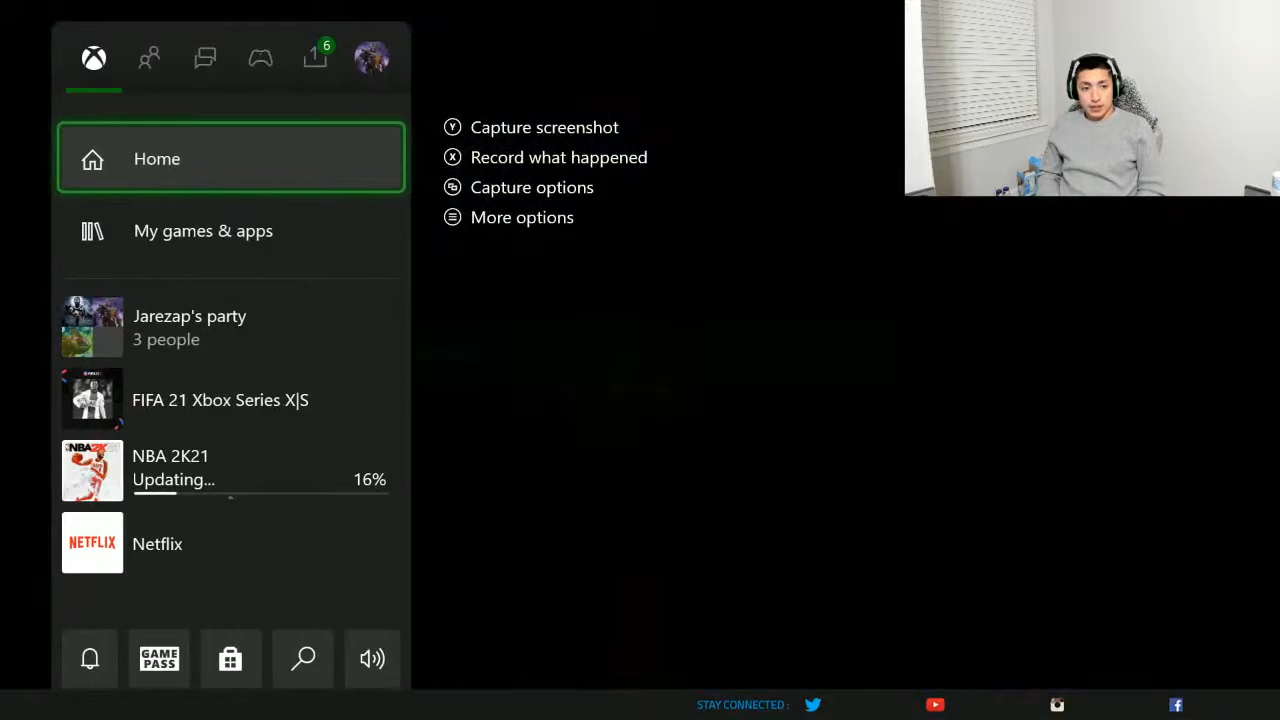 6
Home
My games & apps
Jarezap's party
3 people
FIFA 21 Xbox Series X|S
NBA 2K21
Updating... 16%
NETFLIX
Netflix
GAME
PASS
Capture screenshot
Record what happened
Capture options
More options
STAY CONNECTED :